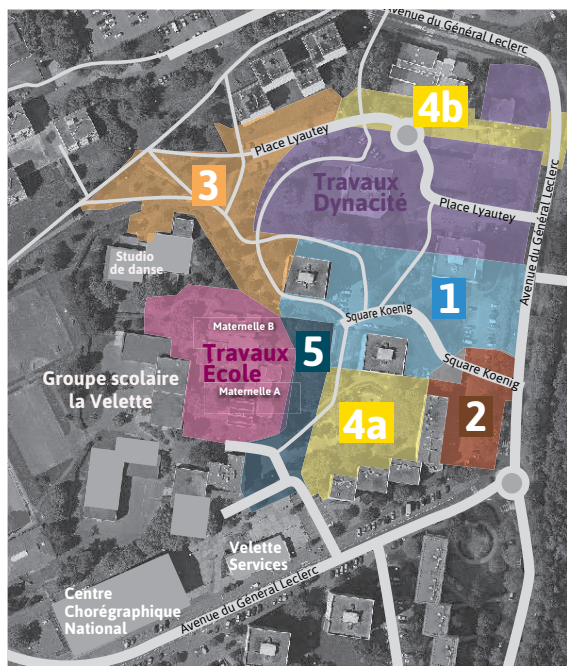 Avenue du Général Leclerc
4b
Place Lyautey
3
Travaux
Dynacité
Place Lyautey
Avenue du Général Leclerc
Studio
de danse
1
Maternelle B
Square Koenig
Travaux
École
5
Square Koenig
Groupe scolaire
la Velette
Maternelle A
4a
2
Velette
Services
Centre
Chorégraphique
National
Avenue du Général Leclerc